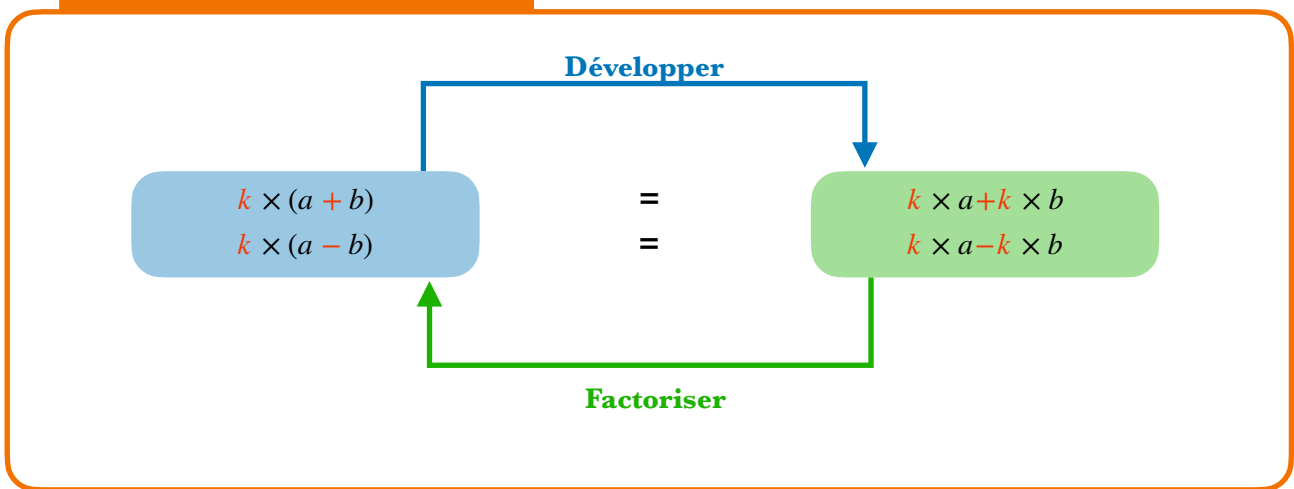 Développer
k × (a + b) = k × a+k × b
k × (a − b) = k × a−k × b
Factoriser